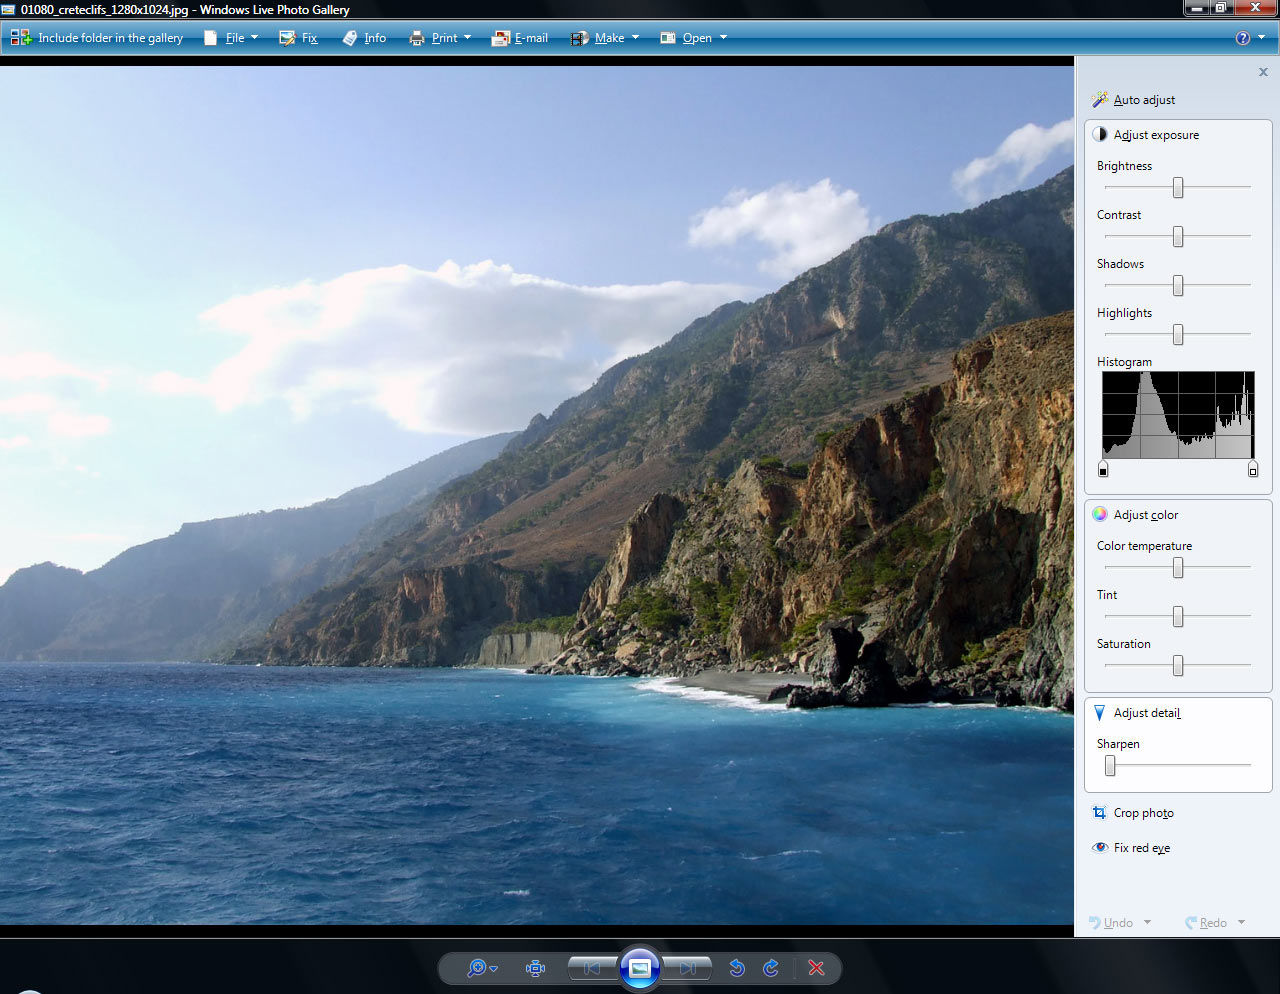 01080_creteclifs_1280x1024.jpg - Windows Live Photo Gallery
Include folder in the gallery File Fix Info Print E-mail Make Open ?
Auto adjust
Adjust exposure
Brightness
Contrast
Shadows
Highlights
Histogram
Adjust color
Color temperature
Tint
Saturation
Adjust detail
Sharpen
Crop photo
Fix red eye
Undo Redo